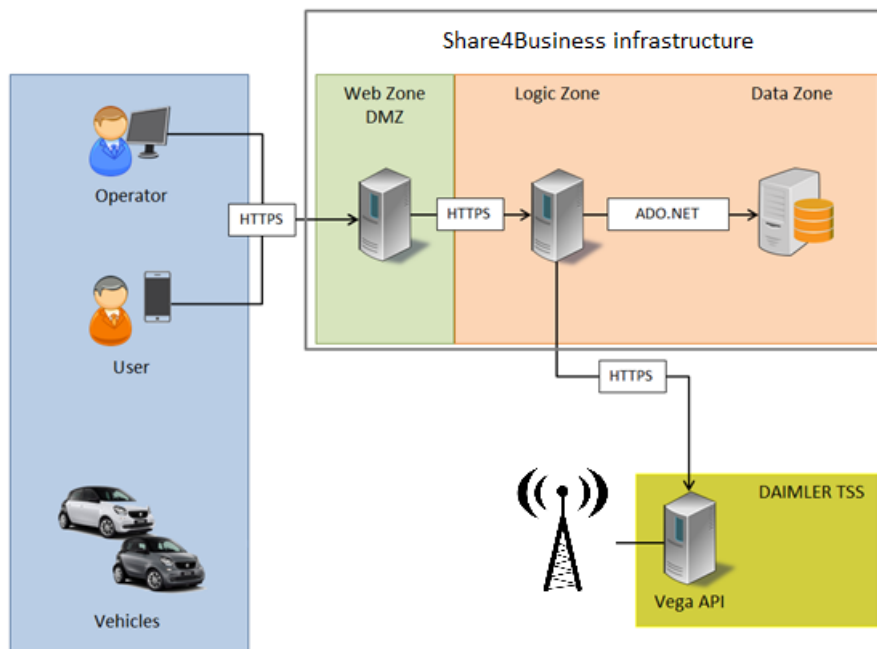 Share4Business infrastructure
Web Zone
DMZ
Logic Zone
Data Zone
Operator
HTTPS
HTTPS
ADO.NET
User
HTTPS
DAIMLER TSS
Vega API
Vehicles